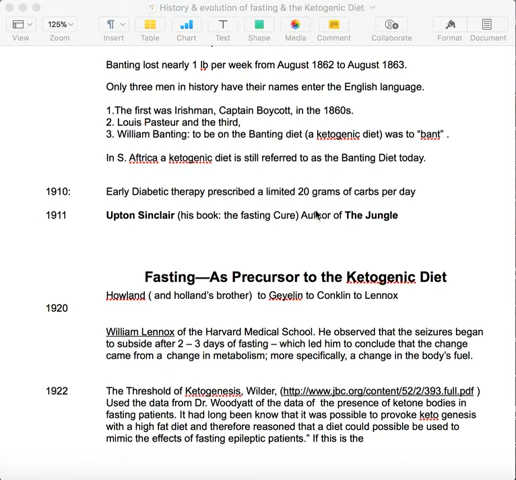 History & evolution of fasting & the Ketogenic Diet
125%
View
Zoom
Insert
Table
Chart
Text
Shape
Media
Comment
Collaborate
Format
Document
Banting lost nearly 1 lb per week from August 1862 to August 1863.
Only three men in history have their names enter the English language.
1.The first was Irishman, Captain Boycott, in the 1860s.
2. Louis Pasteur and the third,
3. William Banting: to be on the Banting diet (a ketogenic diet) was to “bant” .
In S. Aftrica a ketogenic diet is still referred to as the Banting Diet today.
1910: Early Diabetic therapy prescribed a limited 20 grams of carbs per day
1911 Upton Sinclair (his book: the fasting Cure) Author of The Jungle
Fasting—As Precursor to the Ketogenic Diet
Howland ( and holland’s brother) to Geyelin to Conklin to Lennox
1920
William Lennox of the Harvard Medical School. He observed that the seizures began
to subside after 2 – 3 days of fasting – which led him to conclude that the change
came from a change in metabolism; more specifically, a change in the body’s fuel.
1922 The Threshold of Ketogenesis, Wilder, (http://www.jbc.org/content/52/2/393.full.pdf )
Used the data from Dr. Woodyatt of the data of the presence of ketone bodies in
fasting patients. It had long been know that it was possible to provoke keto genesis
with a high fat diet and therefore reasoned that a diet could possible be used to
mimic the effects of fasting epileptic patients.” If this is the